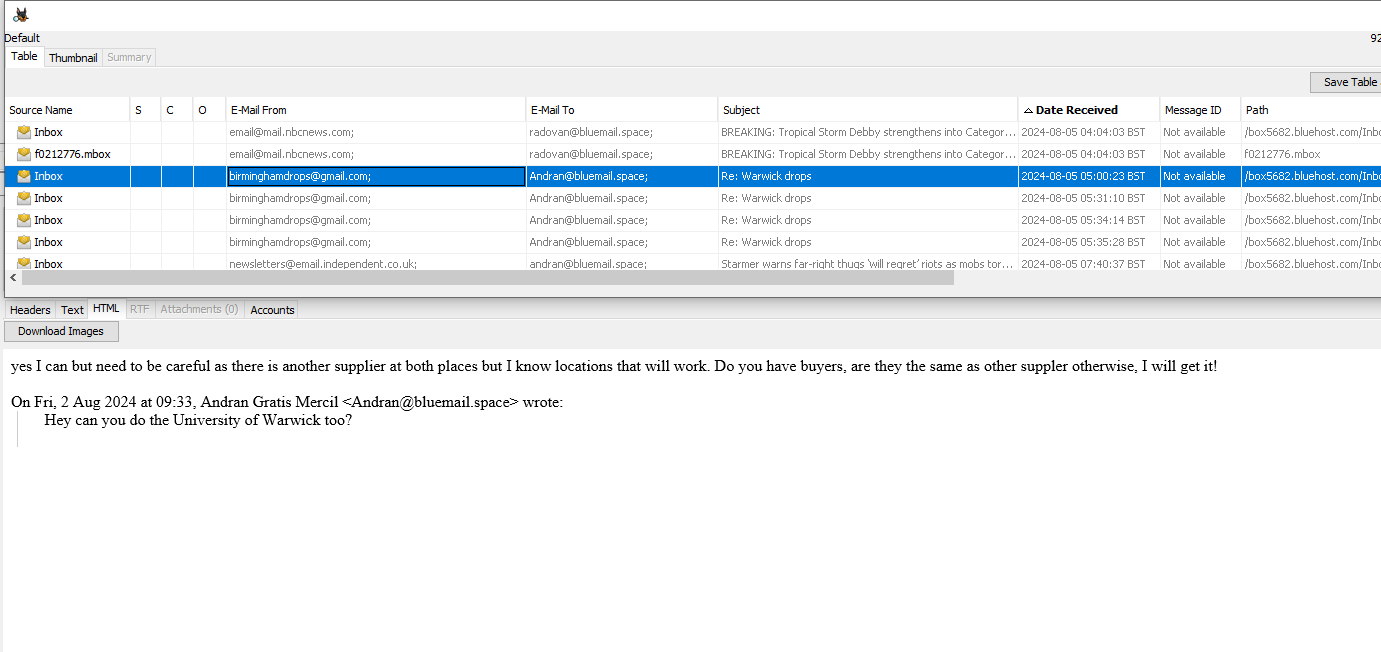 Default 92
Table Thumbnail Summary
Save Table
Source Name S C O E-Mail From E-Mail To Subject Date Received Message ID Path
Inbox email@mail.nbcnews.com; radovan@bluemail.space; BREAKING: Tropical Storm Debby strengthens into Categor... 2024-08-05 04:04:03 BST Not available /box5682.bluehost.com/Inbo
f0212776.mbox email@mail.nbcnews.com; radovan@bluemail.space; BREAKING: Tropical Storm Debby strengthens into Categor... 2024-08-05 04:04:03 BST Not available f0212776.mbox
Inbox birminghamdrops@gmail.com; Andran@bluemail.space; Re: Warwick drops 2024-08-05 05:00:23 BST Not available /box5682.bluehost.com/Inbo
Inbox birminghamdrops@gmail.com; Andran@bluemail.space; Re: Warwick drops 2024-08-05 05:31:10 BST Not available /box5682.bluehost.com/Inbo
Inbox birminghamdrops@gmail.com; Andran@bluemail.space; Re: Warwick drops 2024-08-05 05:34:14 BST Not available /box5682.bluehost.com/Inbo
Inbox birminghamdrops@gmail.com; Andran@bluemail.space; Re: Warwick drops 2024-08-05 05:35:28 BST Not available /box5682.bluehost.com/Inbo
Inbox newsletters@email.independent.co.uk; andran@bluemail.space; Starmer warns far-right thugs 'will regret' riots as mobs tor... 2024-08-05 07:40:37 BST Not available /box5682.bluehost.com/Inbo
Headers Text HTML RTF Attachments (0) Accounts
Download Images
yes I can but need to be careful as there is another supplier at both places but I know locations that will work. Do you have buyers, are they the same as other suppler otherwise, I will get it!
On Fri, 2 Aug 2024 at 09:33, Andran Gratis Mercil <Andran@bluemail.space> wrote:
Hey can you do the University of Warwick too?